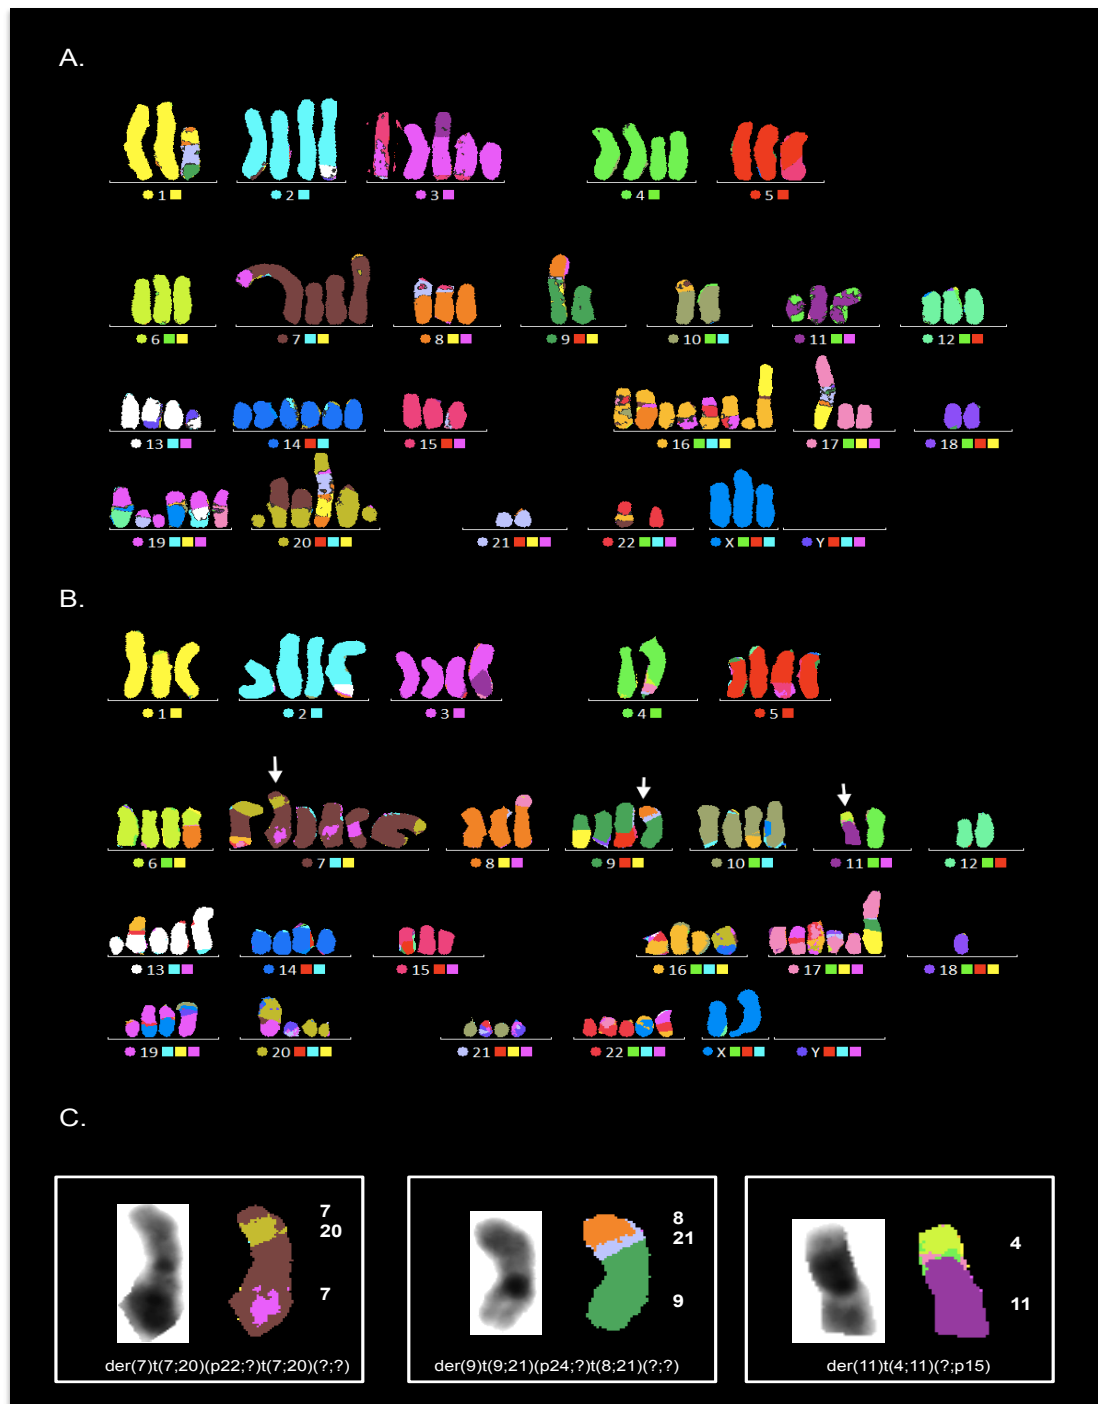 A.
1 2 3 4 5
6 7 8 9 10 11 12
13 14 15 16 17 18
19 20 21 22 X Y
B.
1 2 3 4 5
6 7 8 9 10 11 12
13 14 15 16 17 18
19 20 21 22 X Y
C.
7 8
20 21 4
7 9 11
der(7)t(7;20)(p22;?)t(7;20)(?;?) der(9)t(9;21)(p24;?)t(8;21)(?;?) der(11)t(4;11)(?;p15)